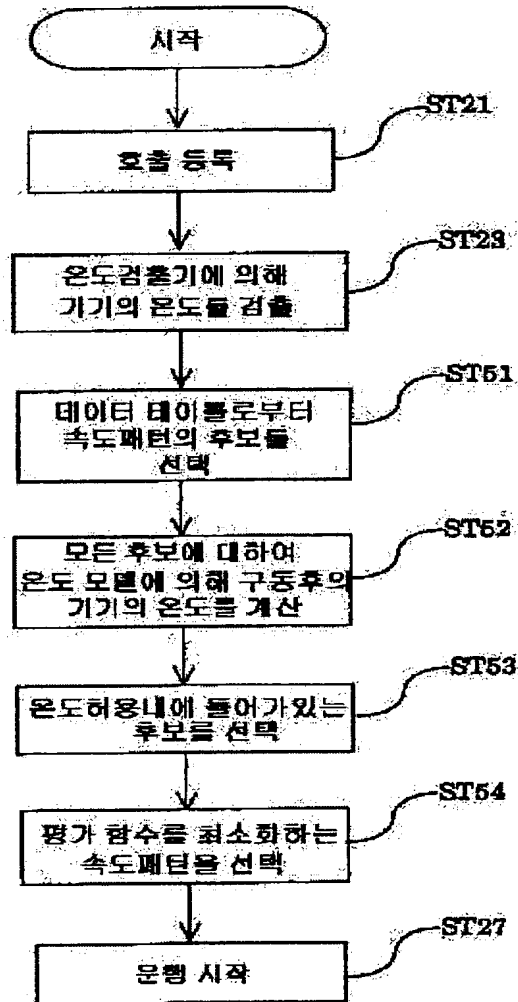 시작
ST21
호출 등록
ST23
온도검출기에 의해
기기의 온도를 검출
ST51
데이터 테이블로부터
속도패턴의 후보를
선택
ST52
모든 후보에 대하여
온도 모델에 의해 구동후의
기기의 온도를 계산
ST53
온도허용내에 들어가있는
후보를 선택
ST54
평가 함수를 최소화하는
속도패턴을 선택
ST27
운행 시작